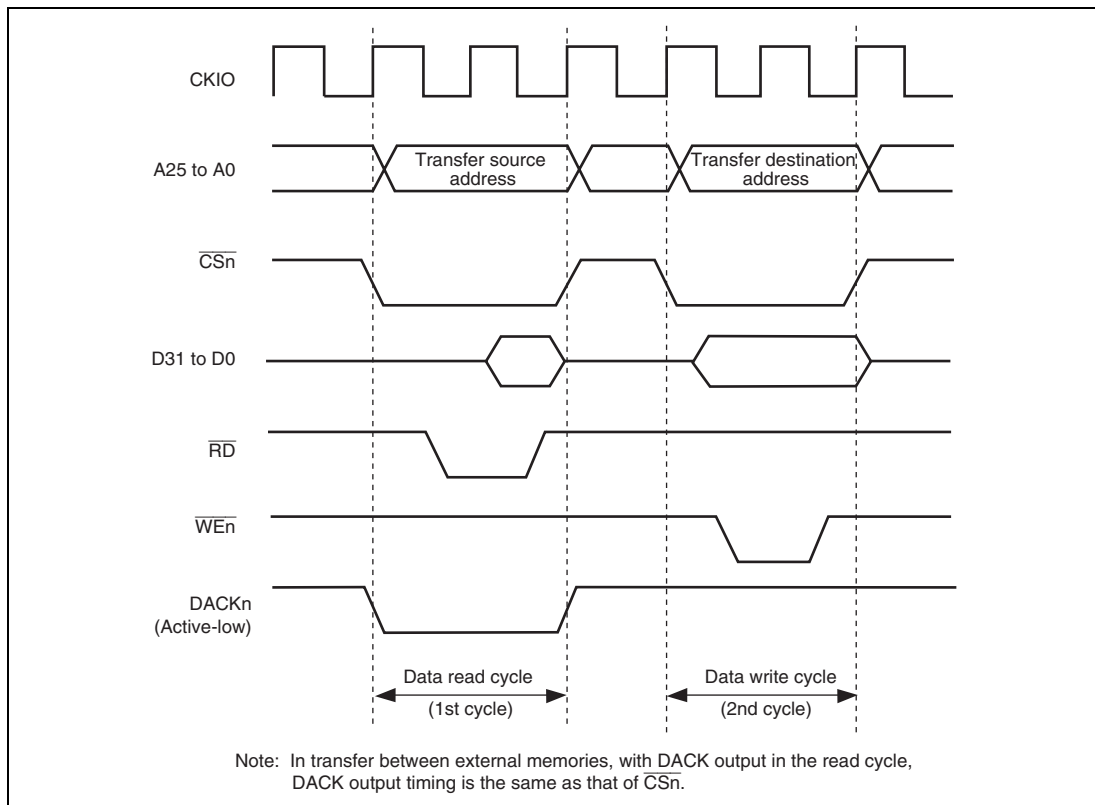 CKIO
A25 to A0
Transfer source
address
Transfer destination
address
CSn
D31 to D0
RD
WEn
DACKn
(Active-low)
Data read cycle
(1st cycle)
Data write cycle
(2nd cycle)
Note: In transfer between external memories, with DACK output in the read cycle,
DACK output timing is the same as that of CSn.